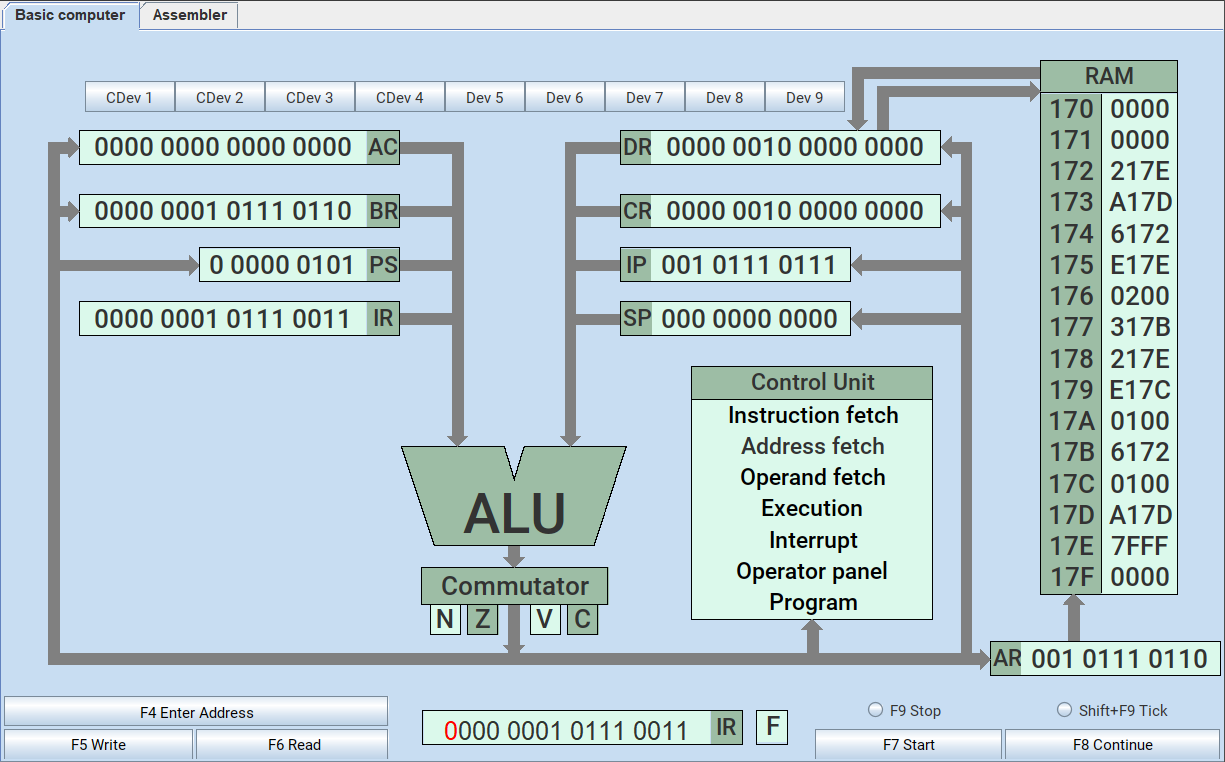 Basic computer Assembler
RAM
CDev 1 CDev 2 CDev 3 CDev 4 Dev 5 Dev 6 Dev 7 Dev 8 Dev 9
170 0000
171 0000
172 217E
173 A17D
174 6172
175 E17E
176 0200
177 317B
178 217E
179 E17C
17A 0100
17B 6172
17C 0100
17D A17D
17E 7FFF
17F 0000
0000 0000 0000 0000 AC
0000 0001 0111 0110 BR
0 0000 0101 PS
0000 0001 0111 0011 IR
DR 0000 0010 0000 0000
CR 0000 0010 0000 0000
IP 001 0111 0111
SP 000 0000 0000
Control Unit
Instruction fetch
Address fetch
Operand fetch
Execution
Interrupt
Operator panel
Program
ALU
Commutator
N Z V C
AR 001 0111 0110
F4 Enter Address
F5 Write F6 Read
0000 0001 0111 0011 IR F
F9 Stop Shift+F9 Tick
F7 Start F8 Continue